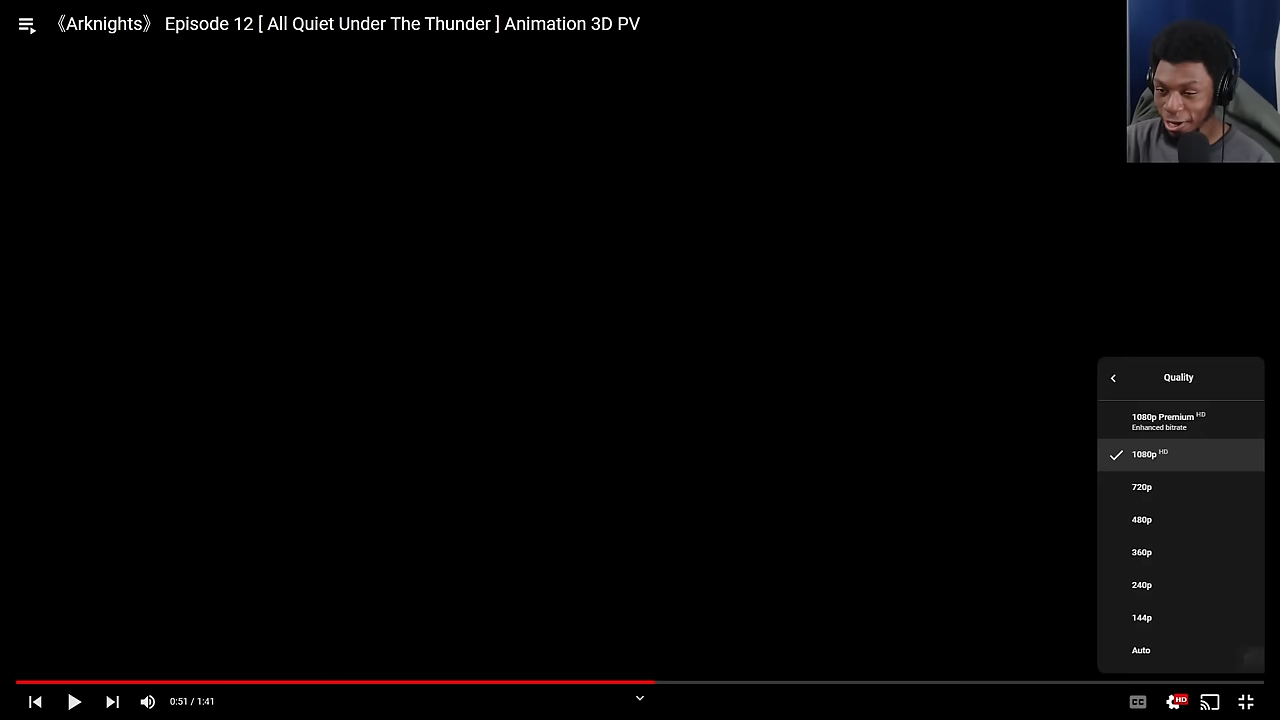 《Arknights》 Episode 12 [ All Quiet Under The Thunder ] Animation 3D PV
Quality
1080p Premium HD
Enhanced bitrate
1080p HD
720p
480p
360p
240p
144p
Auto
0:51 / 1:41
CC
HD